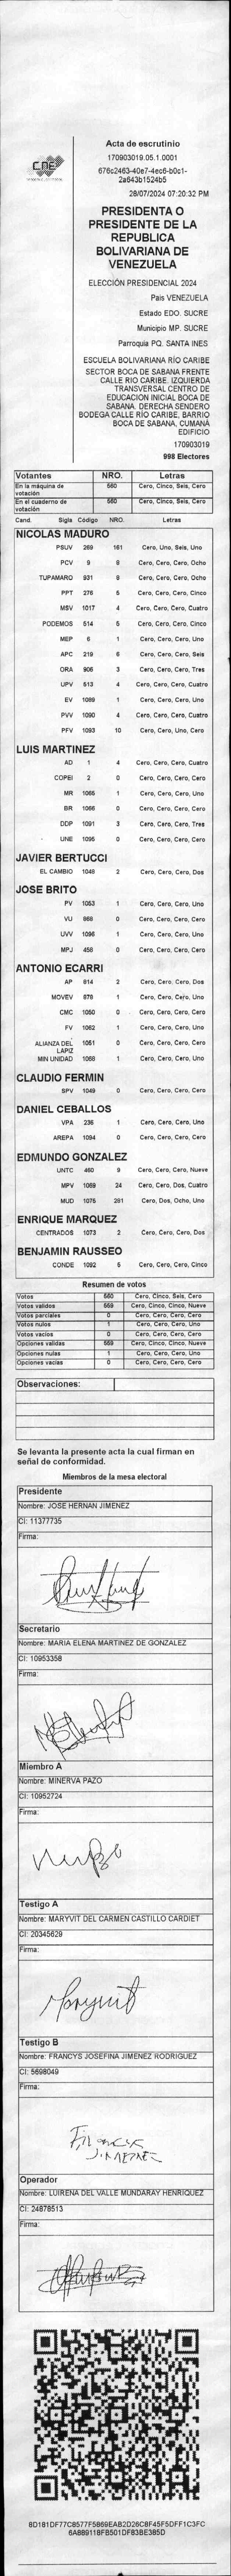 CNE
Acta de escrutinio
170903019.05.1.0001
676c2463-40e7-4ec6-b0c1-
2a643b1524b5
28/07/2024 07:20:32 PM
PRESIDENTA O
PRESIDENTE DE LA
REPUBLICA
BOLIVARIANA DE
VENEZUELA
ELECCIÓN PRESIDENCIAL 2024
Pais VENEZUELA
Estado EDO. SUCRE
Municipio MP. SUCRE
Parroquia PQ. SANTA INES
ESCUELA BOLIVARIANA RÍO CARIBE
SECTOR BOCA DE SABANA FRENTE
CALLE RIO CARIBE. IZQUIERDA
TRANSVERSAL CENTRO DE
EDUCACION INICIAL BOCA DE
SABANA. DERECHA SENDERO
BODEGA CALLE RÍO CARIBE, BARRIO
BOCA DE SABANA, CUMANÁ
EDIFICIO
170903019
998 Electores
Votantes NRO. Letras
En la máquina de votación 560 Cero, Cinco, Seis, Cero
En el cuaderno de votación 560 Cero, Cinco, Seis, Cero
Cand. Sigla Código NRO. Letras
NICOLAS MADURO
PSUV 269 161 Cero, Uno, Seis, Uno
PCV 9 8 Cero, Cero, Cero, Ocho
TUPAMARO 931 8 Cero, Cero, Cero, Ocho
PPT 276 5 Cero, Cero, Cero, Cinco
MSV 1017 4 Cero, Cero, Cero, Cuatro
PODEMOS 514 5 Cero, Cero, Cero, Cinco
MEP 6 1 Cero, Cero, Cero, Uno
APC 219 6 Cero, Cero, Cero, Seis
ORA 906 3 Cero, Cero, Cero, Tres
UPV 513 4 Cero, Cero, Cero, Cuatro
EV 1089 1 Cero, Cero, Cero, Uno
PVV 1090 4 Cero, Cero, Cero, Cuatro
PFV 1093 10 Cero, Cero, Uno, Cero
LUIS MARTINEZ
AD 1 4 Cero, Cero, Cero, Cuatro
COPEI 2 0 Cero, Cero, Cero, Cero
MR 1065 1 Cero, Cero, Cero, Uno
BR 1066 0 Cero, Cero, Cero, Cero
DDP 1091 3 Cero, Cero, Cero, Tres
UNE 1095 0 Cero, Cero, Cero, Cero
JAVIER BERTUCCI
EL CAMBIO 1048 2 Cero, Cero, Cero, Dos
JOSE BRITO
PV 1053 1 Cero, Cero, Cero, Uno
VU 868 0 Cero, Cero, Cero, Cero
UVV 1096 1 Cero, Cero, Cero, Uno
MPJ 458 0 Cero, Cero, Cero, Cero
ANTONIO ECARRI
AP 814 2 Cero, Cero, Cero, Dos
MOVEV 878 1 Cero, Cero, Cero, Uno
CMC 1050 0 Cero, Cero, Cero, Cero
FV 1062 1 Cero, Cero, Cero, Uno
ALIANZA DEL LAPIZ 1051 0 Cero, Cero, Cero, Cero
MIN UNIDAD 1068 1 Cero, Cero, Cero, Uno
CLAUDIO FERMIN
SPV 1049 0 Cero, Cero, Cero, Cero
DANIEL CEBALLOS
VPA 236 1 Cero, Cero, Cero, Uno
AREPA 1094 0 Cero, Cero, Cero, Cero
EDMUNDO GONZALEZ
UNTC 460 9 Cero, Cero, Cero, Nueve
MPV 1069 24 Cero, Cero, Dos, Cuatro
MUD 1075 281 Cero, Dos, Ocho, Uno
ENRIQUE MARQUEZ
CENTRADOS 1073 2 Cero, Cero, Cero, Dos
BENJAMIN RAUSSEO
CONDE 1092 5 Cero, Cero, Cero, Cinco
Resumen de votos
Votos 560 Cero, Cinco, Seis, Cero
Votos validos 559 Cero, Cinco, Cinco, Nueve
Votos parciales 0 Cero, Cero, Cero, Cero
Votos nulos 1 Cero, Cero, Cero, Uno
Votos vacíos 0 Cero, Cero, Cero, Cero
Opciones validas 559 Cero, Cinco, Cinco, Nueve
Opciones nulas 1 Cero, Cero, Cero, Uno
Opciones vacías 0 Cero, Cero, Cero, Cero
Observaciones:
Se levanta la presente acta la cual firman en
señal de conformidad.
Miembros de la mesa electoral
Presidente
Nombre: JOSE HERNAN JIMENEZ
CI: 11377735
Firma:
Secretario
Nombre: MARIA ELENA MARTINEZ DE GONZALEZ
CI: 10953358
Firma:
Miembro A
Nombre: MINERVA PAZO
CI: 10952724
Firma:
Testigo A
Nombre: MARYVIT DEL CARMEN CASTILLO CARDIET
CI: 20345629
Firma:
Maryvit
Testigo B
Nombre: FRANCYS JOSEFINA JIMENEZ RODRIGUEZ
CI: 5698049
Firma:
Francys
Jimenez
Operador
Nombre: LUIRENA DEL VALLE MUNDARAY HENRIQUEZ
CI: 24878513
Firma:
8D181DF77C8577F5869EAB2D26C8F45F5DFF1C3FC
6AB89118FB501DF83BE385D